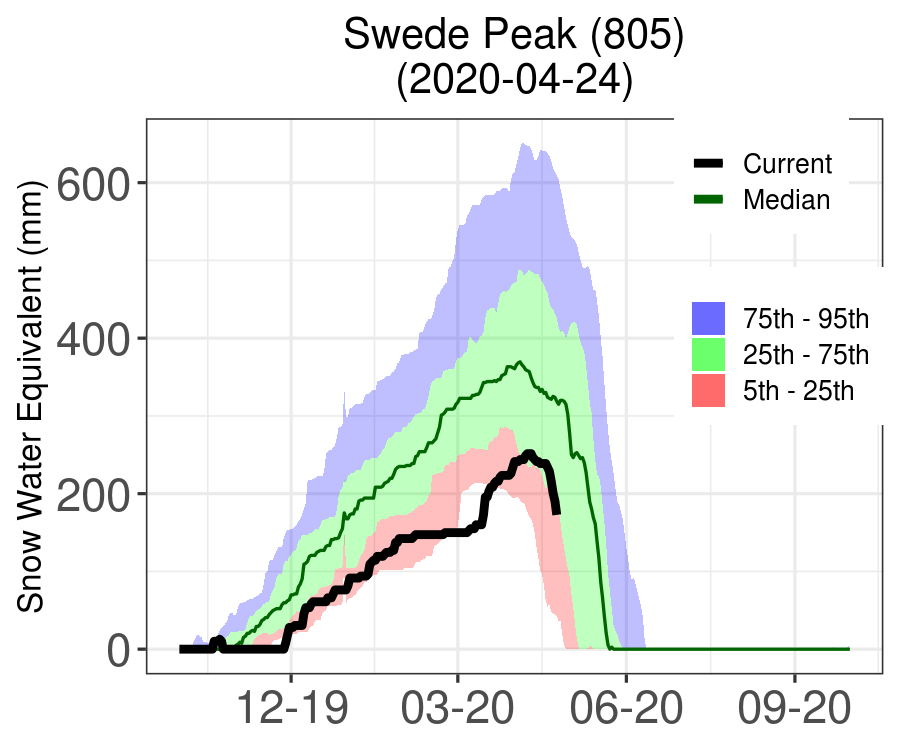 Swede Peak (805)
(2020-04-24)
Snow Water Equivalent (mm)
600
400
200
0
12-19
03-20
06-20
09-20
Current
Median
75th - 95th
25th - 75th
5th - 25th